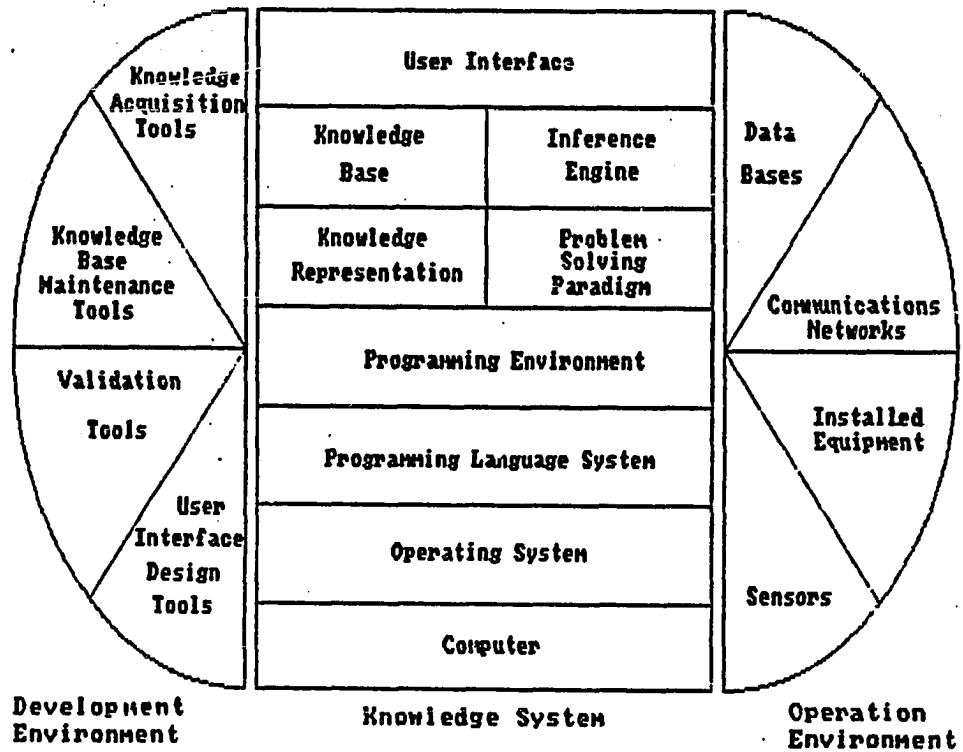 Knowledge
Acquisition
Tools
Knowledge
Base
Maintenance
Tools
Validation
Tools
User
Interface
Design
Tools
Development
Environment
User Interface
Knowledge
Base
Inference
Engine
Knowledge
Representation
Problem
Solving
Paradigm
Programming Environment
Programming Language System
Operating System
Computer
Knowledge System
Data
Bases
Communications
Networks
Installed
Equipment
Sensors
Operation
Environment